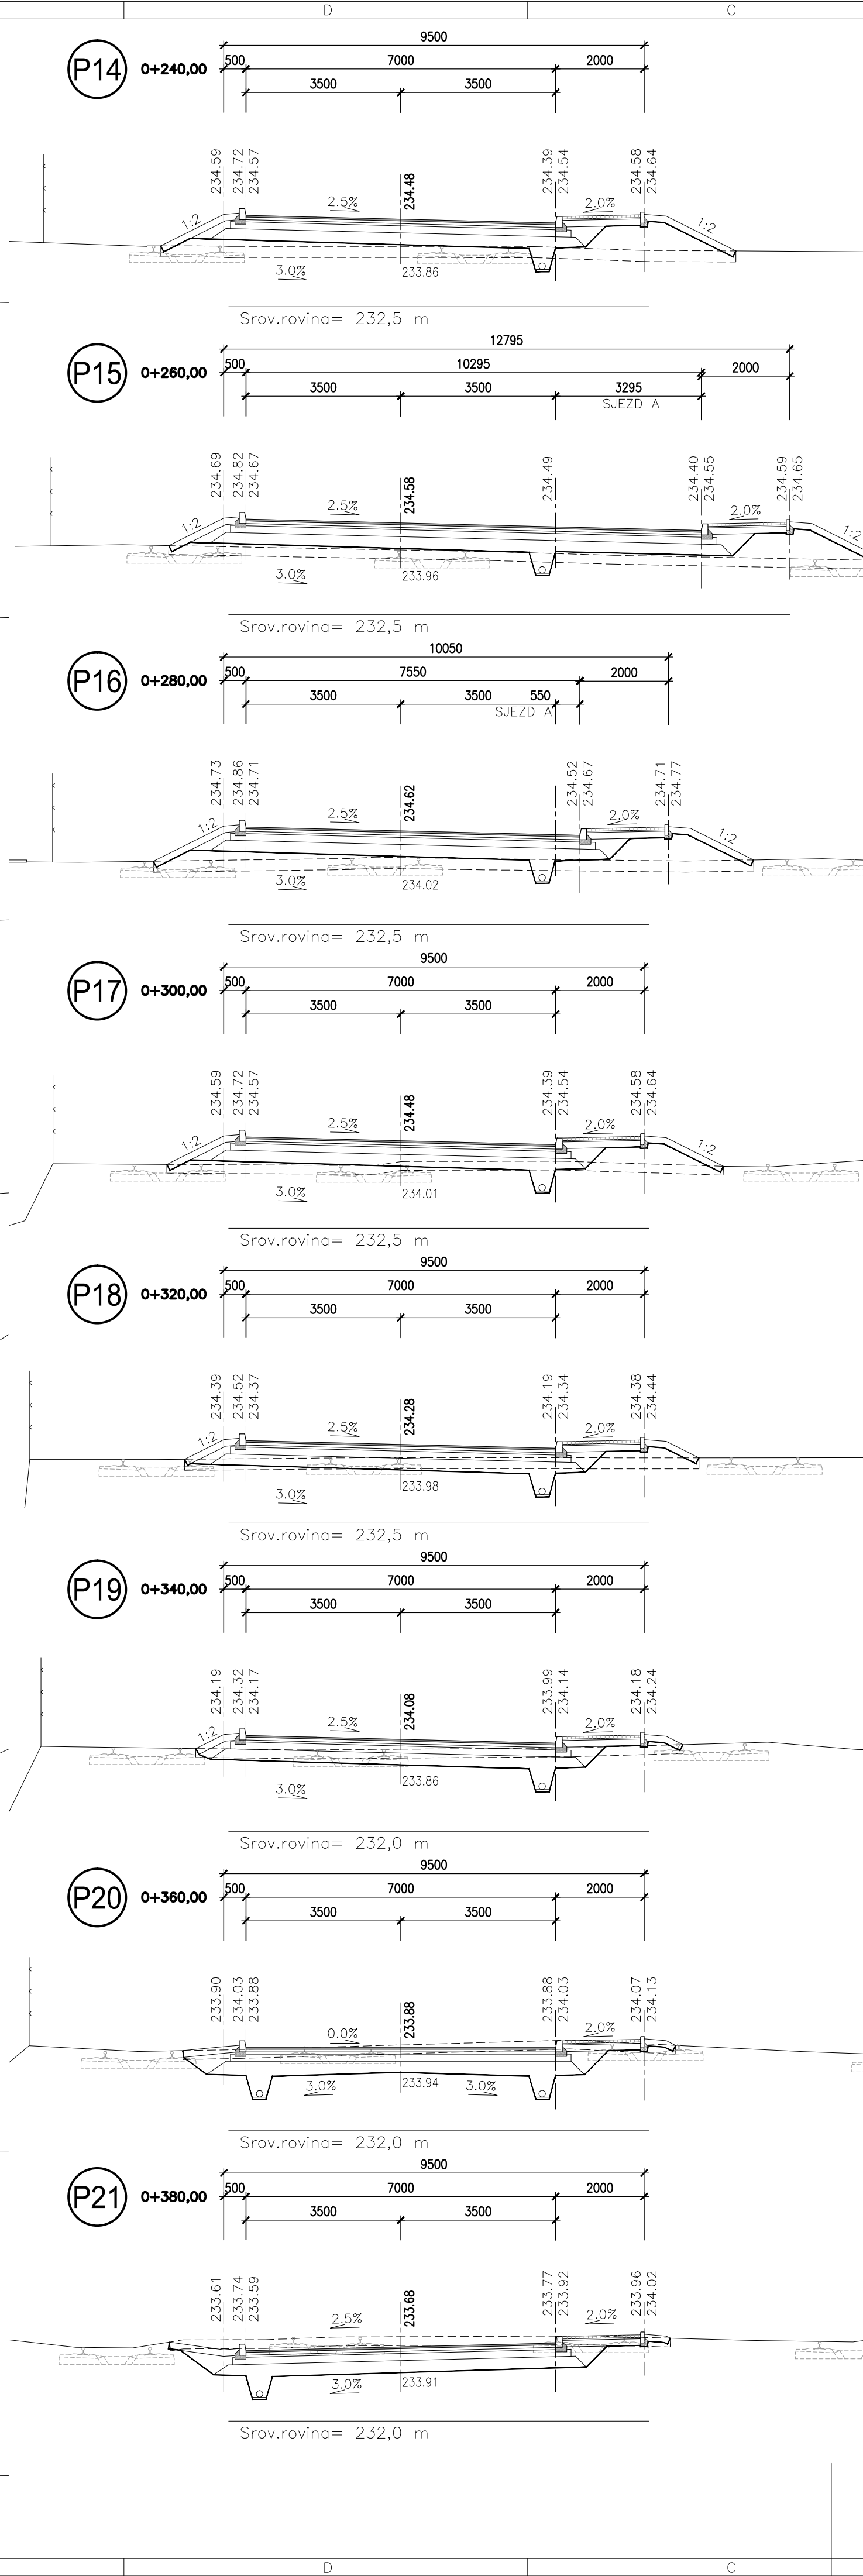 D C
9500
P14 0+240,00 500 7000 2000
3500 3500
234.59 234.72 234.57 234.48 234.39 234.54 234.58 234.64
1:2 2.5% 2.0% 1:2
3.0% 233.86
Srov.rovina= 232,5 m
12795
P15 0+260,00 500 10295 2000
3500 3500 3295
SJEZD A
234.69 234.82 234.67 234.58 234.49 234.40 234.55 234.59 234.65
1:2 2.5% 2.0% 1:2
3.0% 233.96
Srov.rovina= 232,5 m
10050
P16 0+280,00 500 7550 2000
3500 3500 550
SJEZD A
234.73 234.86 234.71 234.62 234.52 234.67 234.71 234.77
1:2 2.5% 2.0% 1:2
3.0% 234.02
Srov.rovina= 232,5 m
9500
P17 0+300,00 500 7000 2000
3500 3500
234.59 234.72 234.57 234.48 234.39 234.54 234.58 234.64
1:2 2.5% 2.0% 1:2
3.0% 234.01
Srov.rovina= 232,5 m
9500
P18 0+320,00 500 7000 2000
3500 3500
234.39 234.52 234.37 234.28 234.19 234.34 234.38 234.44
1:2 2.5% 2.0%
3.0% 233.98
Srov.rovina= 232,5 m
9500
P19 0+340,00 500 7000 2000
3500 3500
234.19 234.32 234.17 234.08 233.99 234.14 234.18 234.24
1:2 2.5% 2.0%
3.0% 233.86
Srov.rovina= 232,0 m
9500
P20 0+360,00 500 7000 2000
3500 3500
233.90 234.03 233.88 233.88 233.88 234.03 234.07 234.13
0.0% 2.0%
3.0% 233.94 3.0%
Srov.rovina= 232,0 m
9500
P21 0+380,00 500 7000 2000
3500 3500
233.61 233.74 233.59 233.68 233.77 233.92 233.96 234.02
2.5% 2.0%
3.0% 233.91
Srov.rovina= 232,0 m
D C